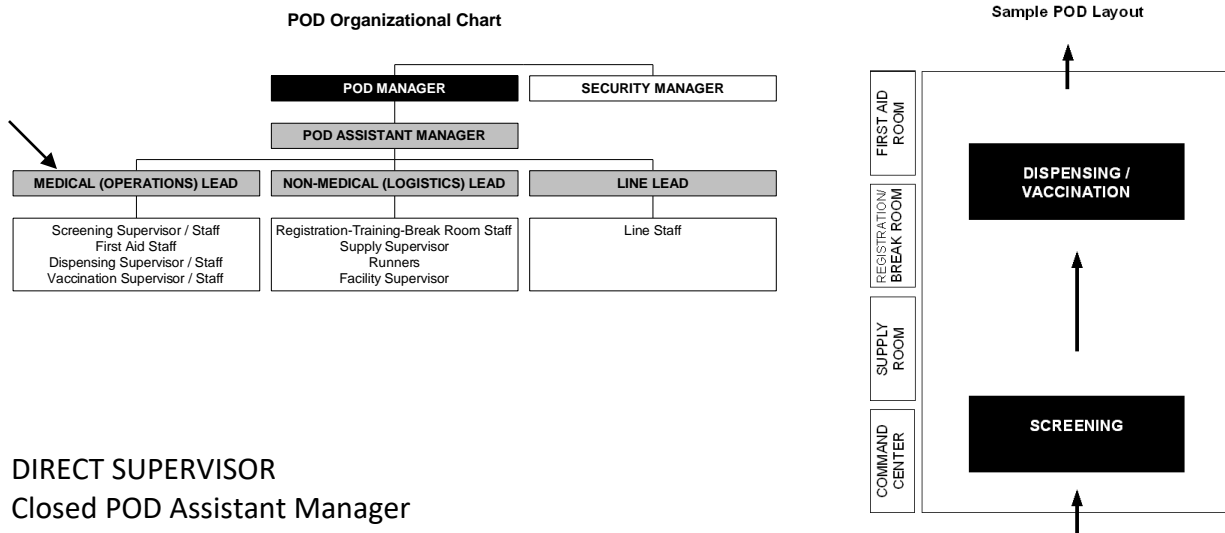 POD Organizational Chart
POD MANAGER
SECURITY MANAGER
POD ASSISTANT MANAGER
MEDICAL (OPERATIONS) LEAD
NON-MEDICAL (LOGISTICS) LEAD
LINE LEAD
Screening Supervisor / Staff
First Aid Staff
Dispensing Supervisor / Staff
Vaccination Supervisor / Staff
Registration-Training-Break Room Staff
Supply Supervisor
Runners
Facility Supervisor
Line Staff
DIRECT SUPERVISOR
Closed POD Assistant Manager
Sample POD Layout
FIRST AID
ROOM
REGISTRATION/
BREAK ROOM
SUPPLY
ROOM
COMMAND
CENTER
DISPENSING /
VACCINATION
SCREENING